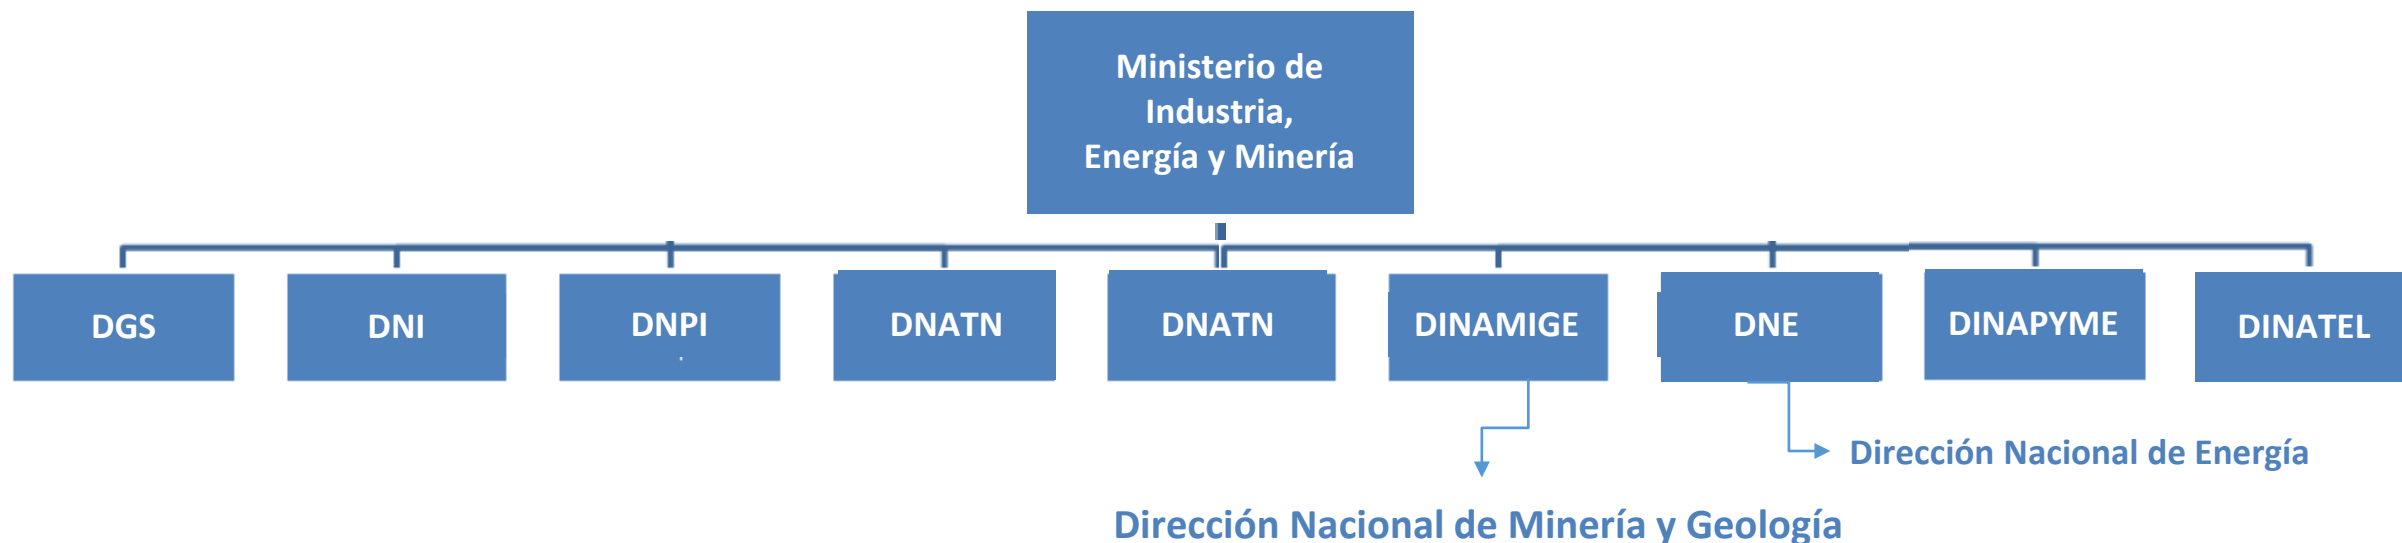 Ministerio de
Industria,
Energía y Minería
DGS
DNI
DNPI
DNATN
DNATN
DINAMIGE
DNE
DINAPYME
DINATEL
Dirección Nacional de Energía
Dirección Nacional de Minería y Geología